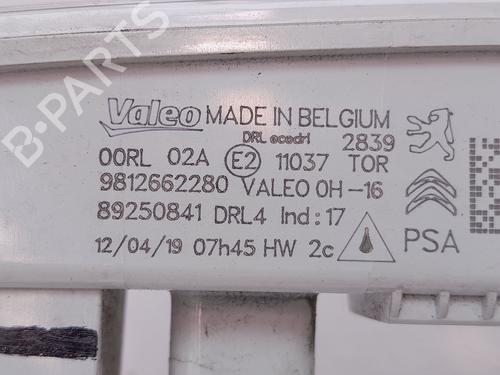 B-PARTS
Valeo MADE IN BELGIUM
DRL ecedrl 2839
00RL 02A E2 11037 TOR
9812662280 VALEO 0H-16
89250841 DRL4 Ind:17
12/04/19 07h45 HW 2c PSA